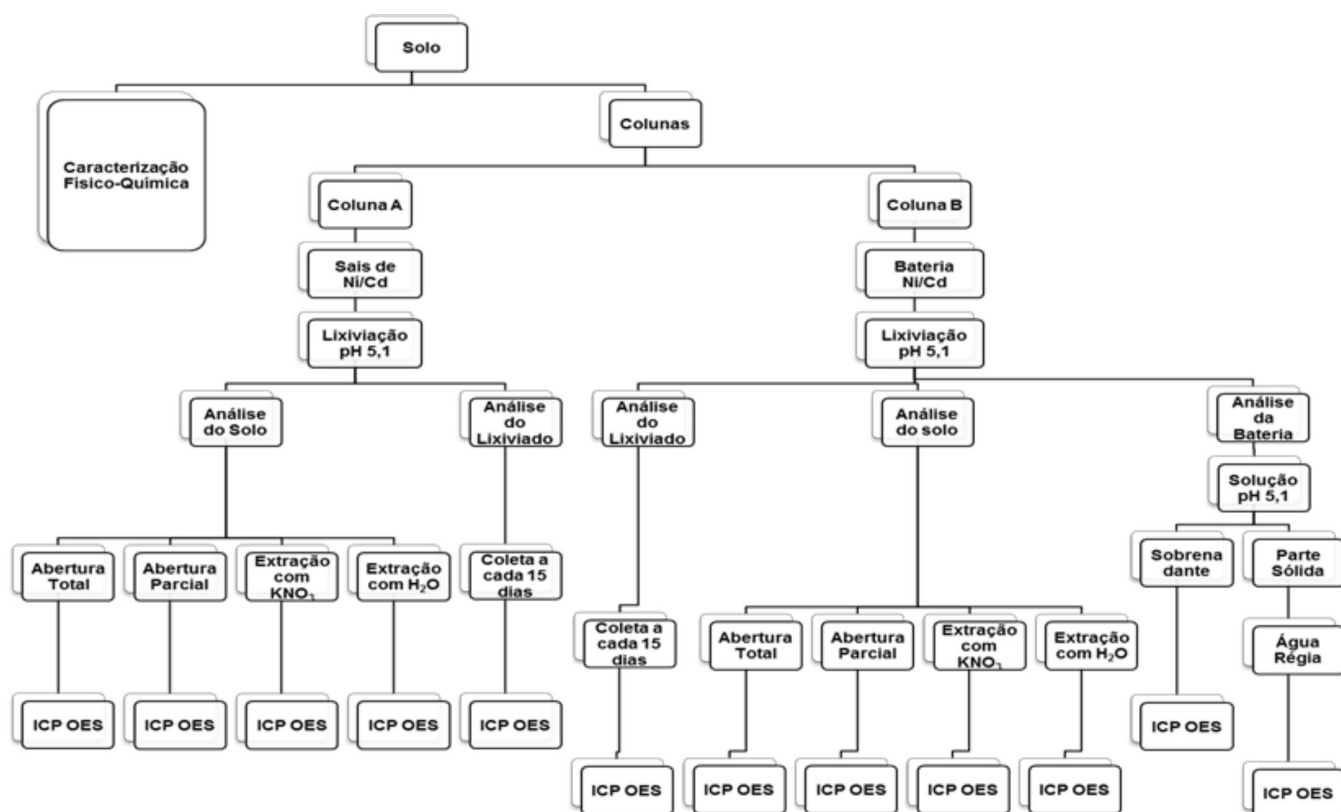 Solo
Caracterização
Físico-Química
Colunas
Coluna A
Coluna B
Sais de
Ni/Cd
Bateria
Ni/Cd
Lixiviação
pH 5,1
Lixiviação
pH 5,1
Análise
do Solo
Análise
do Lixiviado
Análise
do Lixiviado
Análise
do solo
Análise
da
Bateria
Solução
pH 5,1
Abertura
Total
Abertura
Parcial
Extração
com
KNO₃
Extração
com H₂O
Coleta a
cada 15
dias
Sobrena
dante
Parte
Sólida
Coleta a
cada 15
dias
Abertura
Total
Abertura
Parcial
Extração
com
KNO₃
Extração
com H₂O
Água
Régia
ICP OES
ICP OES
ICP OES
ICP OES
ICP OES
ICP OES
ICP OES
ICP OES
ICP OES
ICP OES
ICP OES
ICP OES